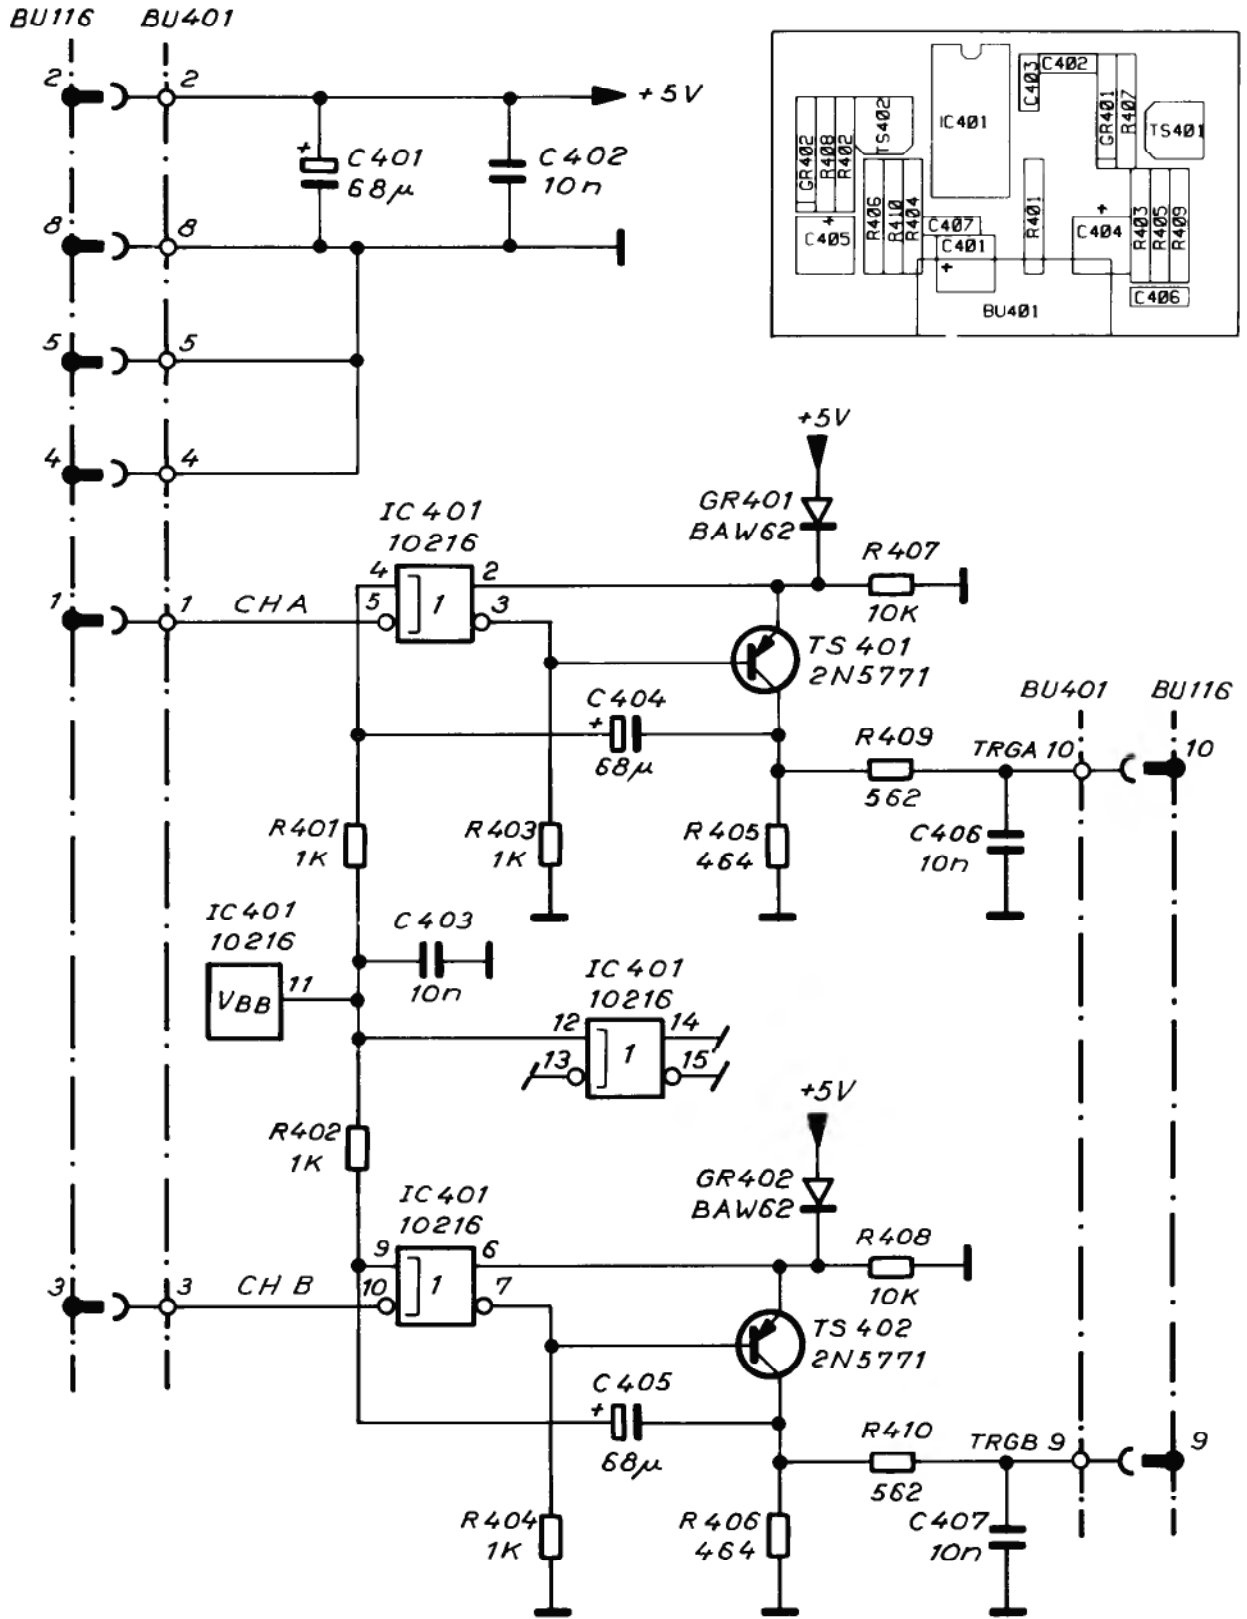 BU116 BU401
2 2 +5V
+ C401 C402
68µ 10n
8 8
5 5
4 4
IC401
GR402
R408
R402
TS402
C403
C402
GR401
R407
TS401
R406
R410
R404
+
C405
C407
C401
+
R401
+
C404
R403
R405
R409
C406
BU401
+5V
IC401
10216
GR401
BAW62
R407
10K
4 2
1 1 CHA 5 1 3
TS401
2N5771
C404
+
68µ
BU401 BU116
R409
562
TRGA 10 10
R401
1K
R403
1K
R405
464
C406
10n
IC401
10216
VBB 11
C403
10n
IC401
10216
12 14
13 1 15
+5V
R402
1K
GR402
BAW62
IC401
10216
R408
10K
9 6
3 3 CHB 10 1 7
TS402
2N5771
C405
+
68µ
R410
562
TRGB 9 9
R404
1K
R406
464
C407
10n